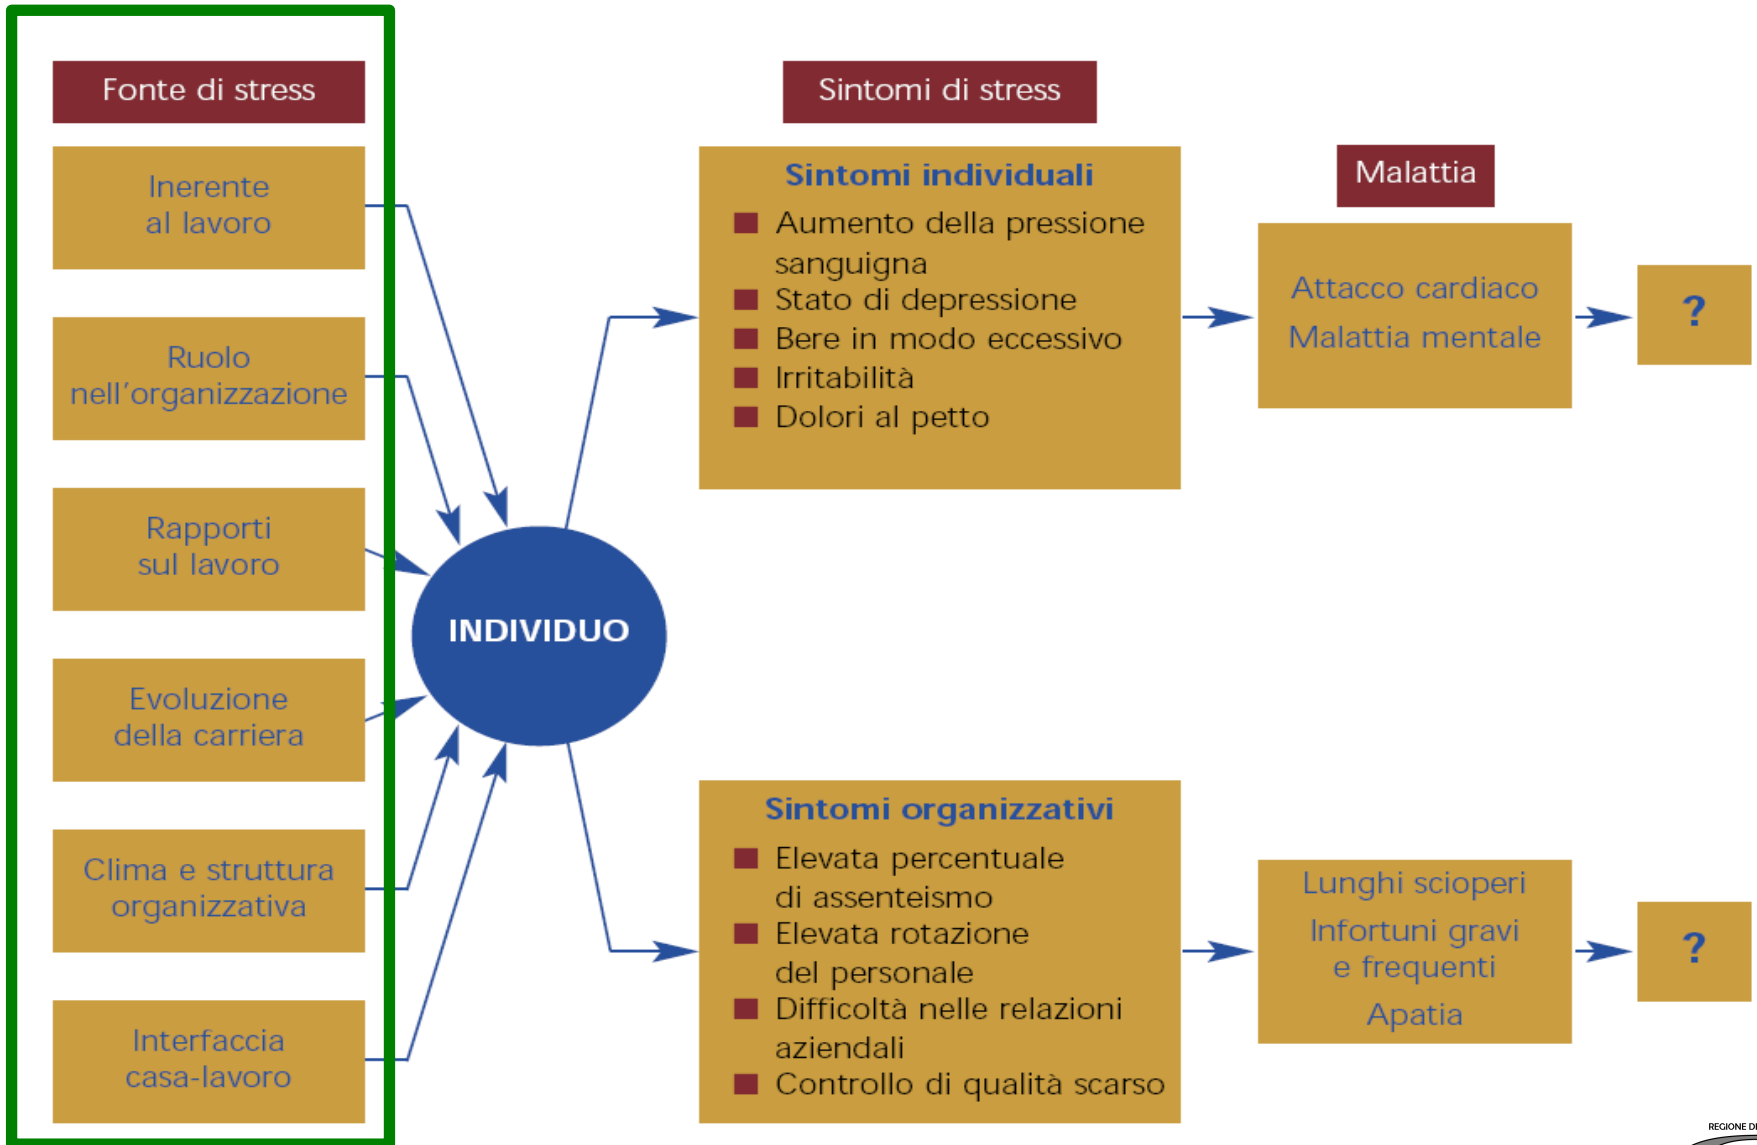 Fonte di stress
Inerente
al lavoro
Ruolo
nell'organizzazione
Rapporti
sul lavoro
Evoluzione
della carriera
Clima e struttura
organizzativa
Interfaccia
casa-lavoro
INDIVIDUO
Sintomi di stress
Sintomi individuali
Aumento della pressione
sanguigna
Stato di depressione
Bere in modo eccessivo
Irritabilità
Dolori al petto
Sintomi organizzativi
Elevata percentuale
di assenteismo
Elevata rotazione
del personale
Difficoltà nelle relazioni
aziendali
Controllo di qualità scarso
Malattia
Attacco cardiaco
Malattia mentale
?
Lunghi scioperi
Infortuni gravi
e frequenti
Apatia
?
REGIONE DI